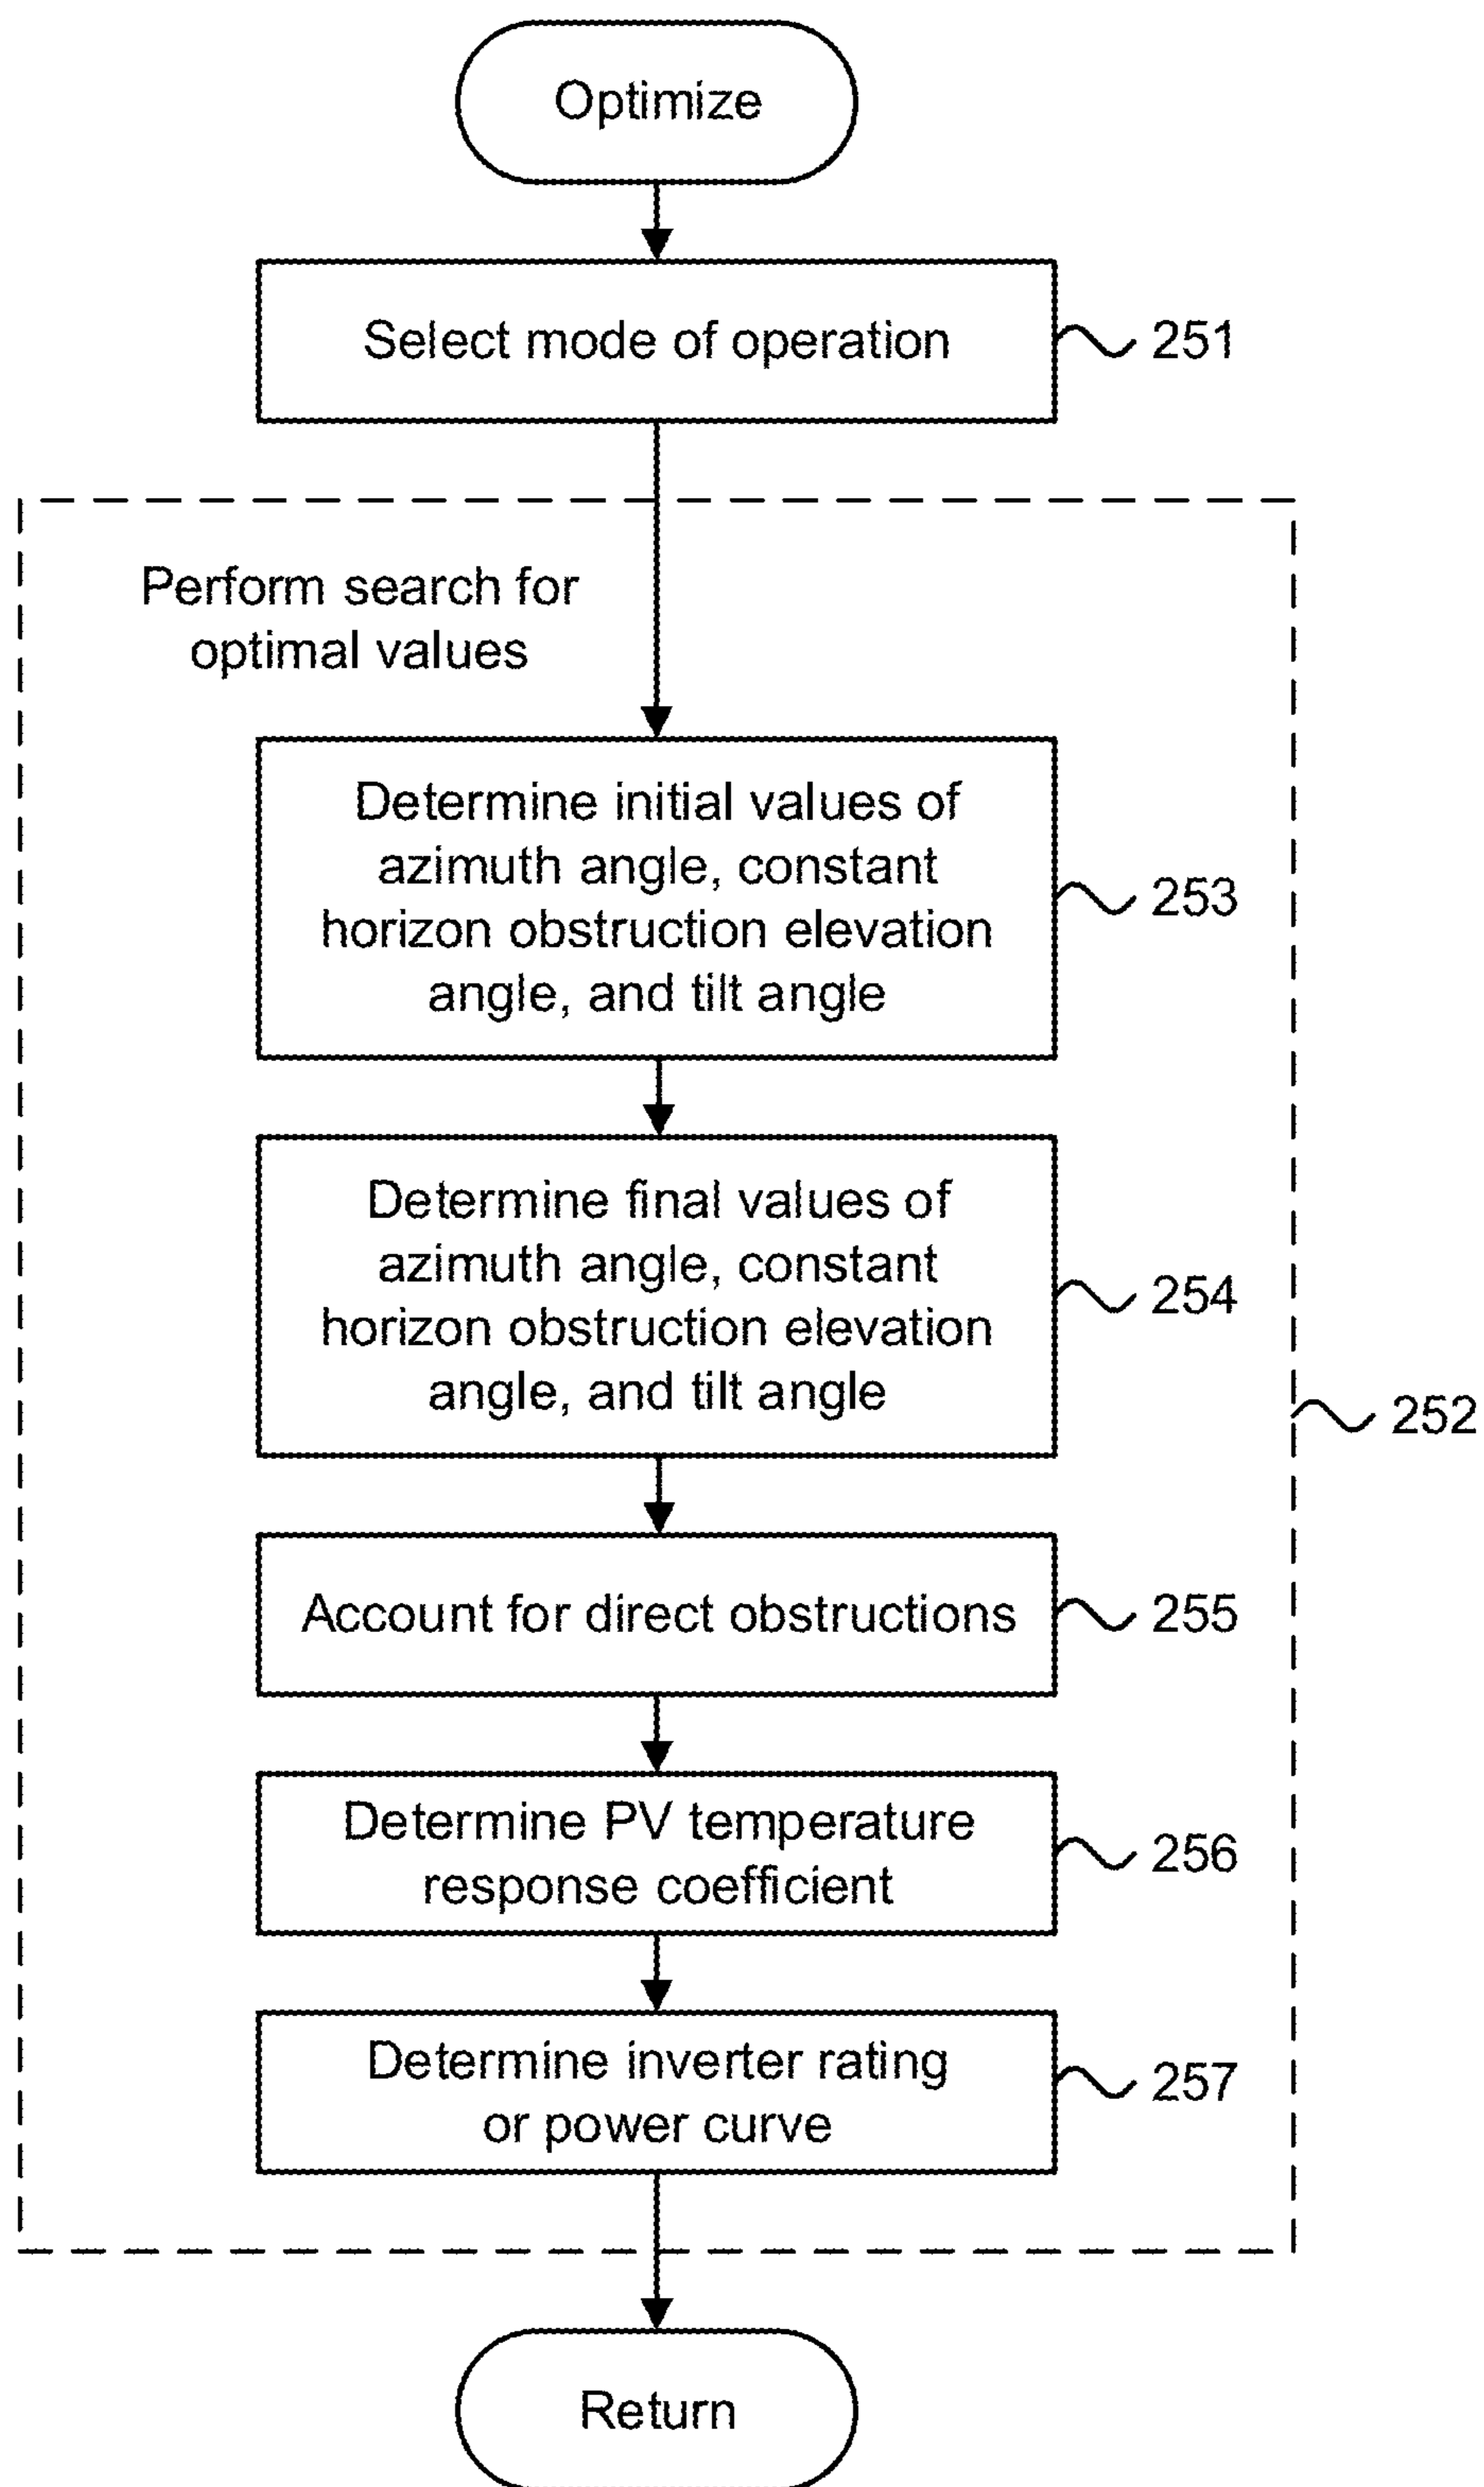 Optimize
Select mode of operation
251
Perform search for
optimal values
Determine initial values of
azimuth angle, constant
horizon obstruction elevation
angle, and tilt angle
253
Determine final values of
azimuth angle, constant
horizon obstruction elevation
angle, and tilt angle
254
252
Account for direct obstructions
255
Determine PV temperature
response coefficient
256
Determine inverter rating
or power curve
257
Return